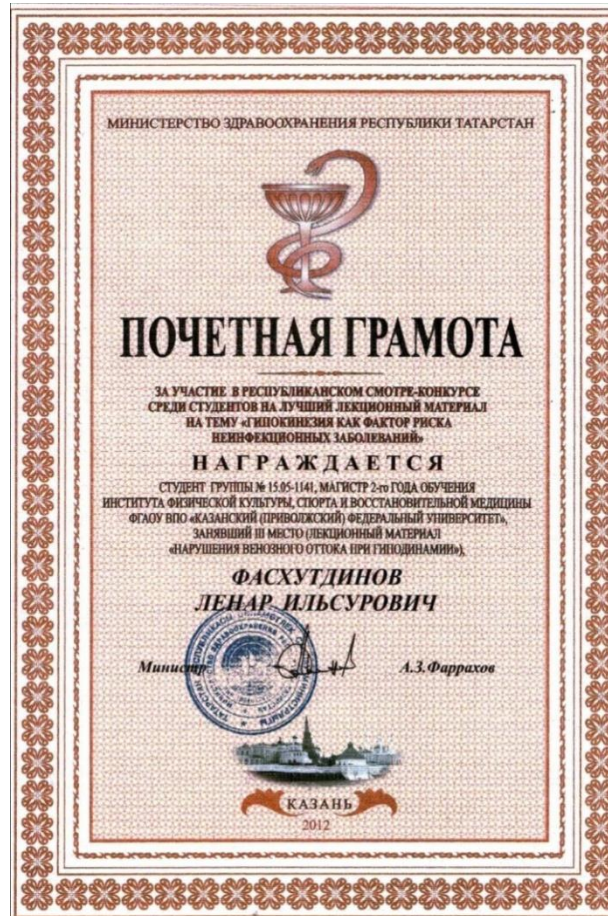 МИНИСТЕРСТВО ЗДРАВООХРАНЕНИЯ РЕСПУБЛИКИ ТАТАРСТАН
ПОЧЕТНАЯ ГРАМОТА
ЗА УЧАСТИЕ В РЕСПУБЛИКАНСКОМ СМОТРЕ-КОНКУРСЕ
СРЕДИ СТУДЕНТОВ НА ЛУЧШИЙ ЛЕКЦИОННЫЙ МАТЕРИАЛ
НА ТЕМУ «ГИПОКИНЕЗИЯ КАК ФАКТОР РИСКА
НЕИНФЕКЦИОННЫХ ЗАБОЛЕВАНИЙ»
НАГРАЖДАЕТСЯ
СТУДЕНТ ГРУППЫ № 15.05-1141, МАГИСТР 2-го ГОДА ОБУЧЕНИЯ
ИНСТИТУТА ФИЗИЧЕСКОЙ КУЛЬТУРЫ, СПОРТА И ВОССТАНОВИТЕЛЬНОЙ МЕДИЦИНЫ
ФГАОУ ВПО «КАЗАНСКИЙ (ПРИВОЛЖСКИЙ) ФЕДЕРАЛЬНЫЙ УНИВЕРСИТЕТ»,
ЗАНЯВШИЙ III МЕСТО (ЛЕКЦИОННЫЙ МАТЕРИАЛ
«НАРУШЕНИЯ ВЕНОЗНОГО ОТТОКА ПРИ ГИПОДИНАМИИ»),
ФАСХУТДИНОВ
ЛЕНАР ИЛЬСУРОВИЧ
Министр А.З.Фаррахов
КАЗАНЬ
2012